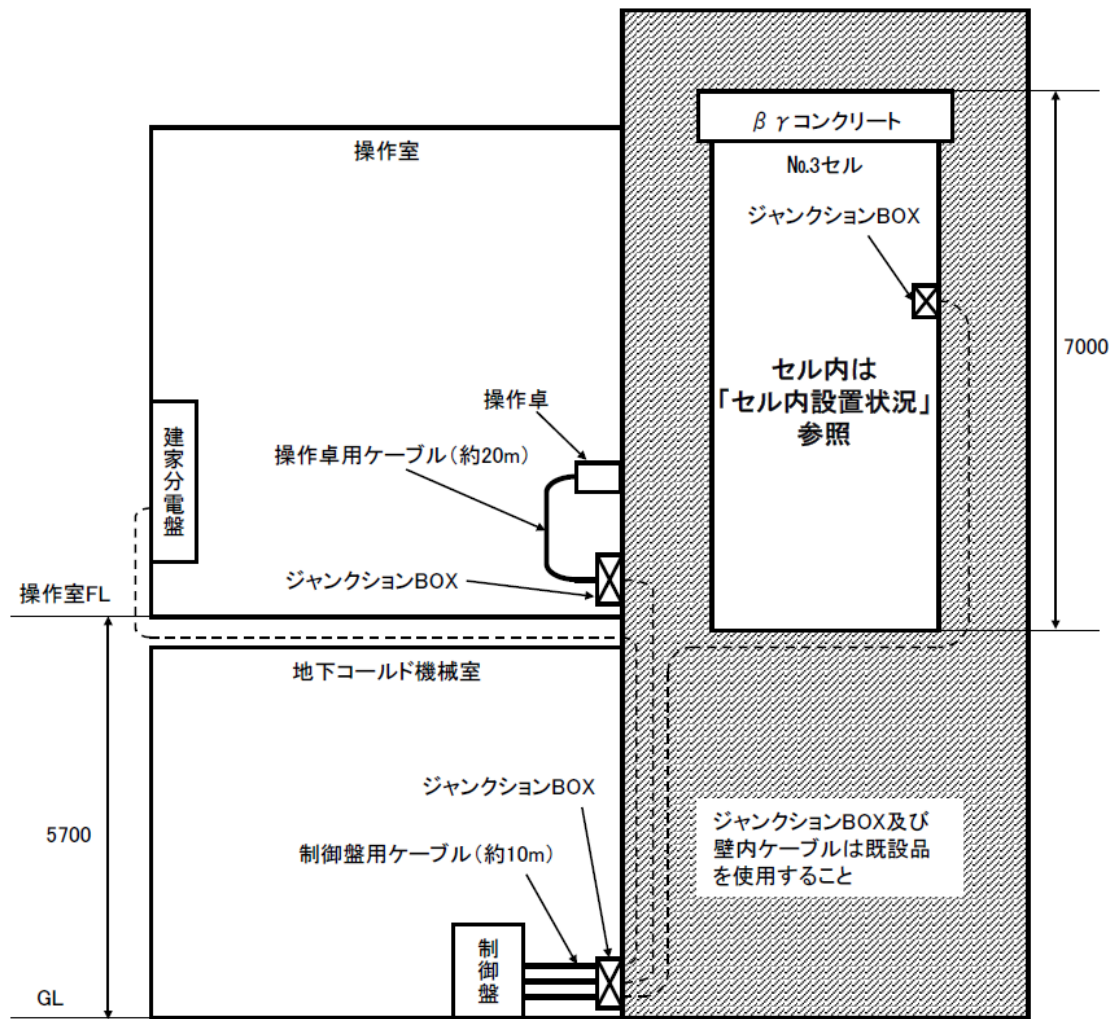 βγコンクリート
操作室
№3セル
ジャンクションBOX
7000
セル内は
「セル内設置状況」
参照
操作卓
建家分電盤
操作卓用ケーブル(約20m)
ジャンクションBOX
操作室FL
地下コールド機械室
ジャンクションBOX
5700
制御盤用ケーブル(約10m)
ジャンクションBOX及び
壁内ケーブルは既設品
を使用すること
制御盤
GL